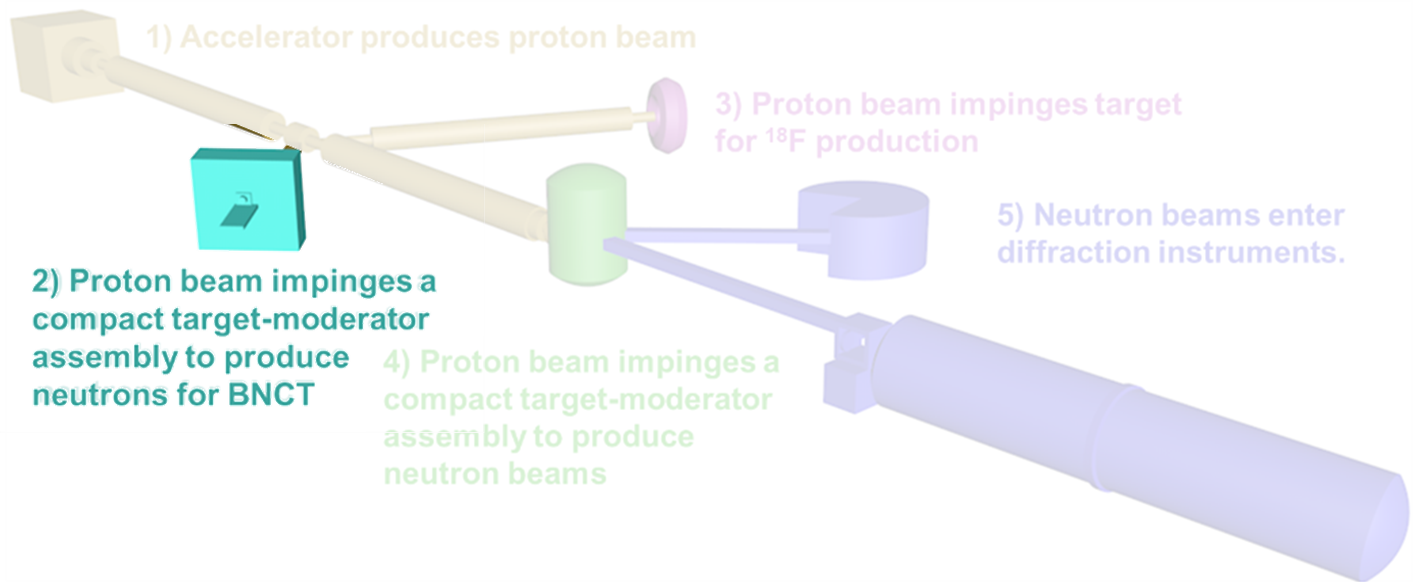 1) Accelerator produces proton beam
3) Proton beam impinges target
for ¹⁸F production
5) Neutron beams enter
diffraction instruments.
2) Proton beam impinges a
compact target-moderator
assembly to produce
neutrons for BNCT
4) Proton beam impinges a
compact target-moderator
assembly to produce
neutron beams